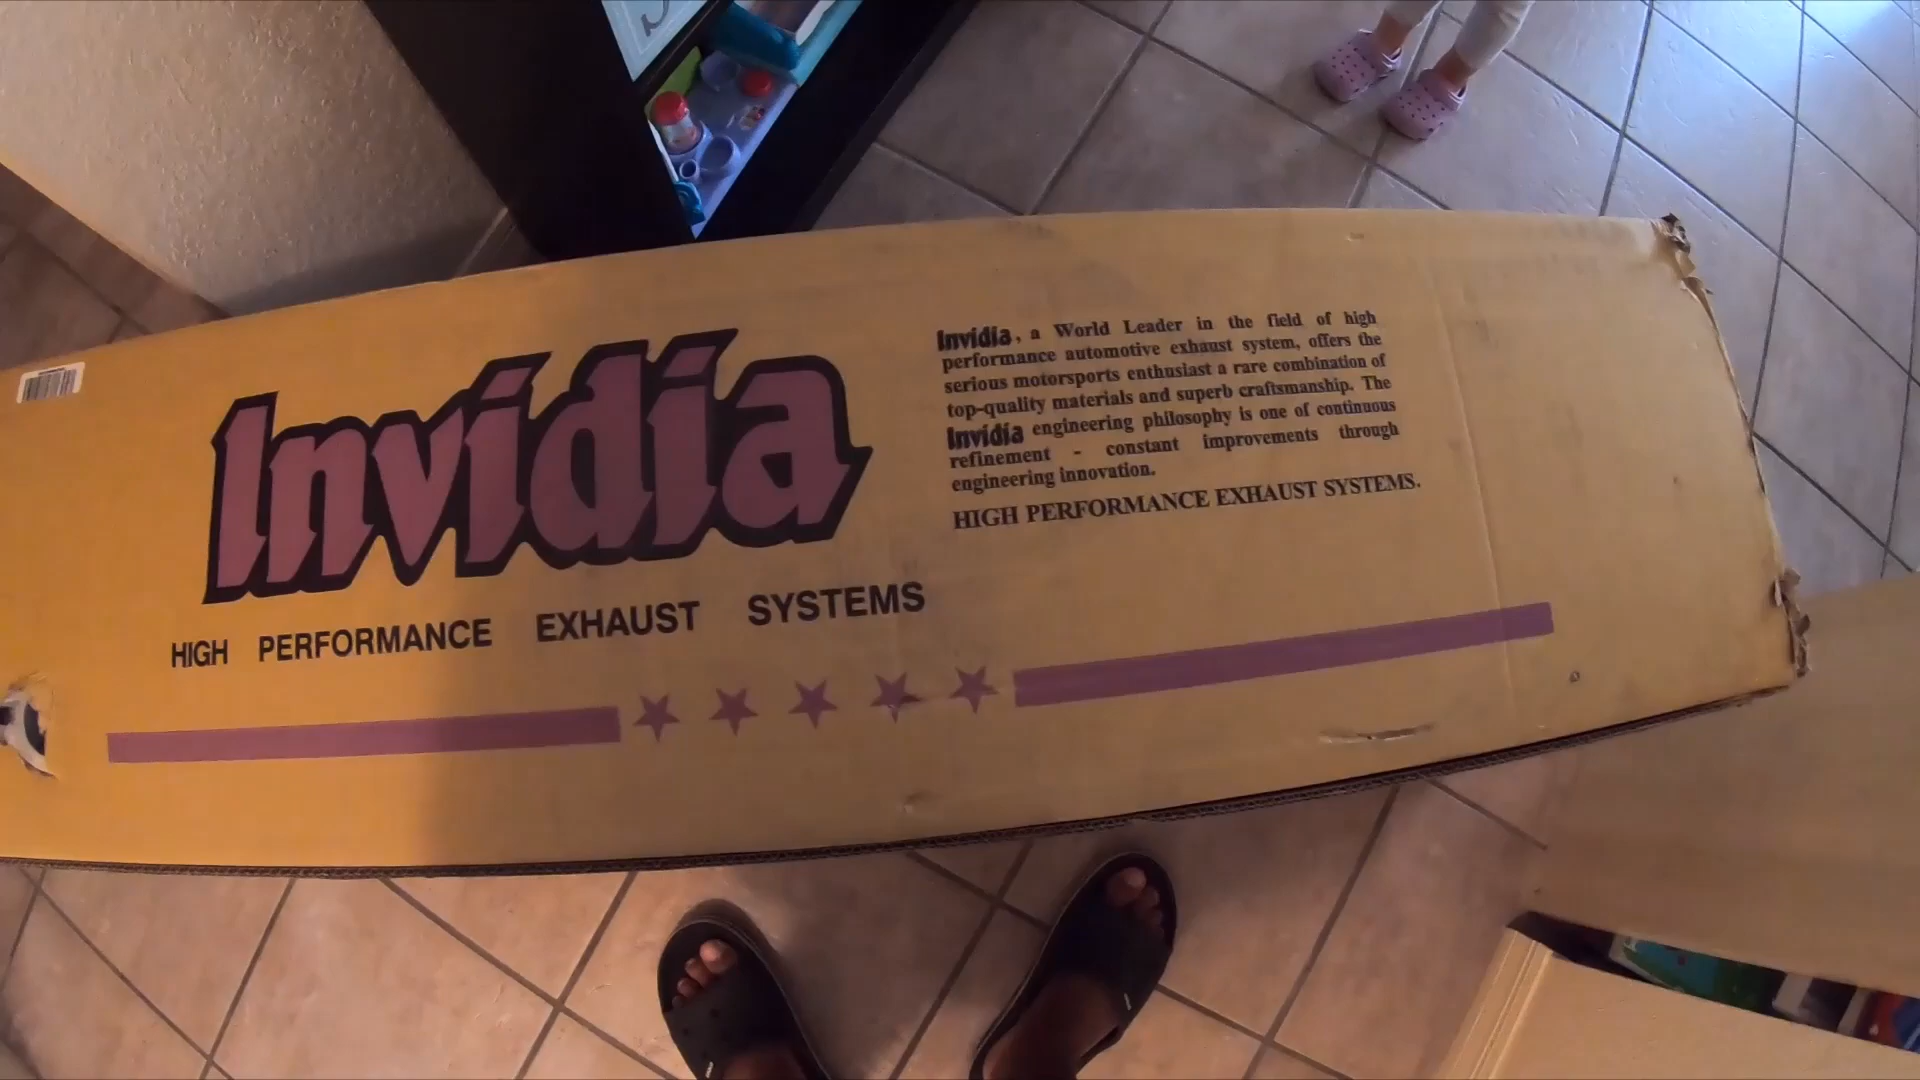 Invidia
HIGH PERFORMANCE EXHAUST SYSTEMS
Invidia, a World Leader in the field of high
performance automotive exhaust system, offers the
serious motorsports enthusiast a rare combination of
top-quality materials and superb craftsmanship. The
Invidia engineering philosophy is one of continuous
refinement - constant improvements through
engineering innovation.
HIGH PERFORMANCE EXHAUST SYSTEMS.